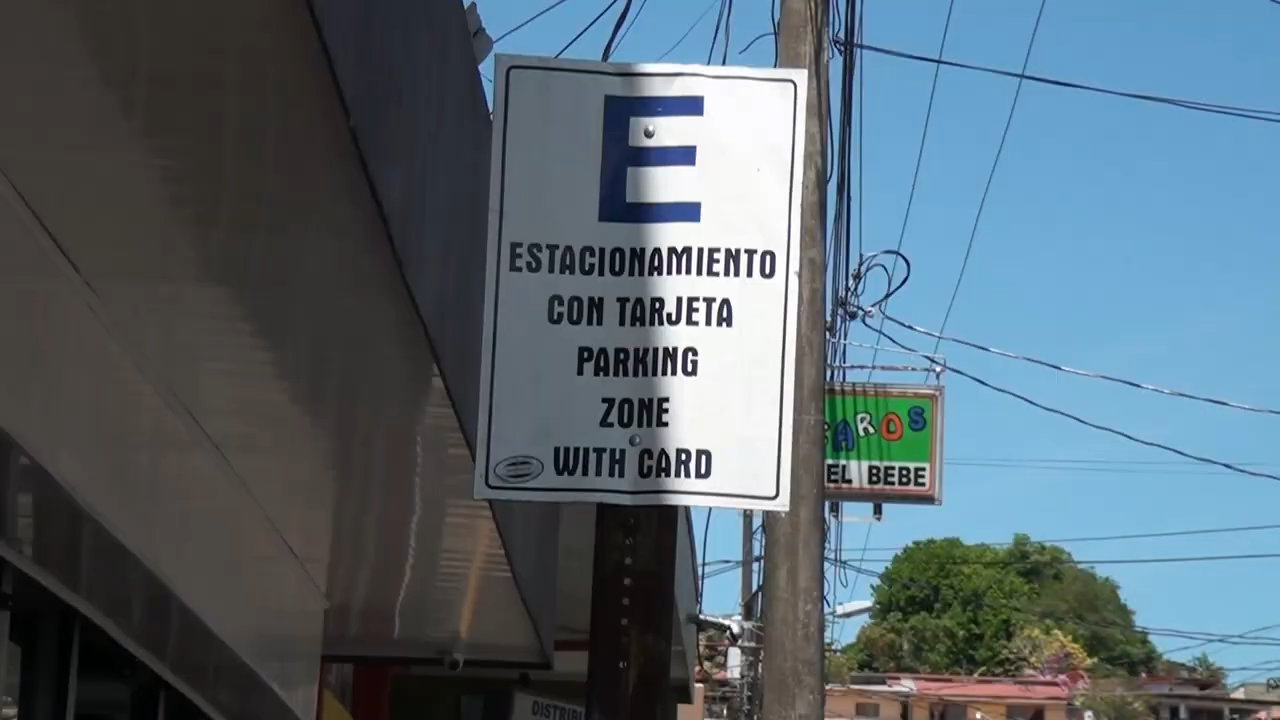 E
ESTACIONAMIENTO
CON TARJETA
PARKING
ZONE
WITH CARD
EL BEBE